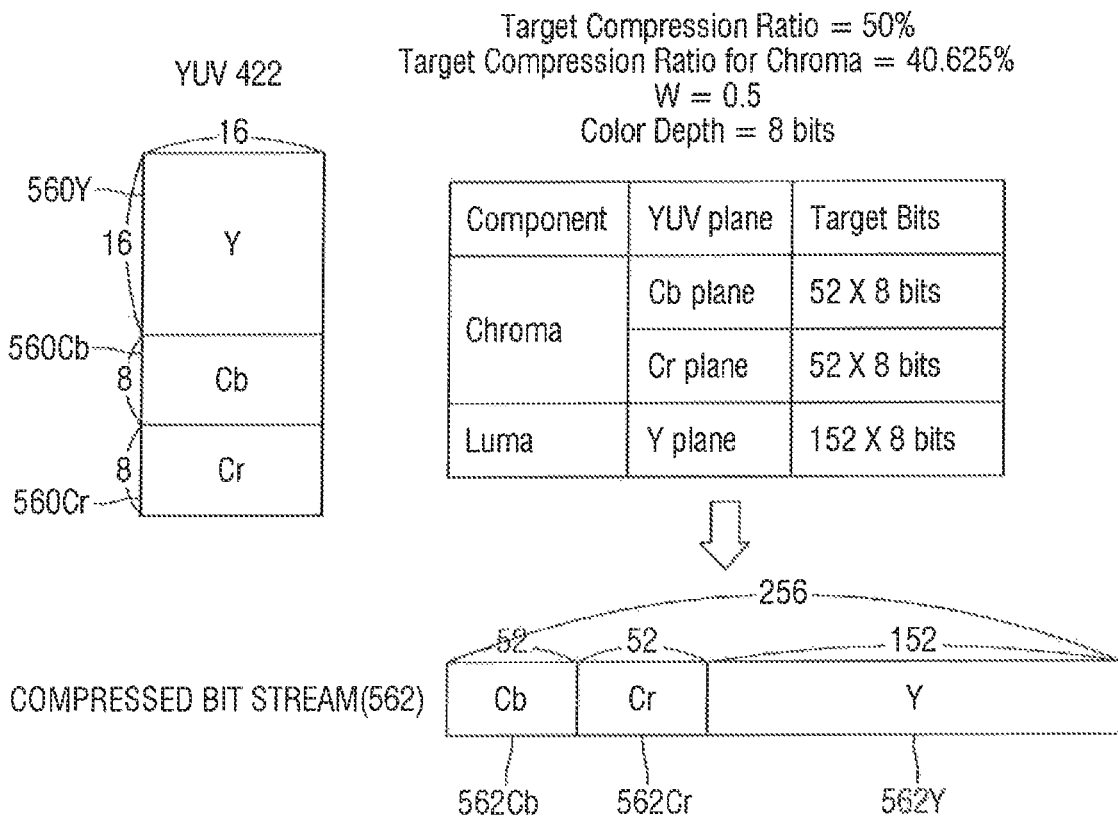 Target Compression Ratio = 50%
Target Compression Ratio for Chroma = 40.625%
W = 0.5
Color Depth = 8 bits
YUV 422
16
560Y
16
Y
560Cb
8
Cb
8
Cr
560Cr
Component YUV plane Target Bits
Chroma
Cb plane 52 X 8 bits
Cr plane 52 X 8 bits
Luma Y plane 152 X 8 bits
256
52 52 152
COMPRESSED BIT STREAM(562) Cb Cr Y
562Cb 562Cr 562Y